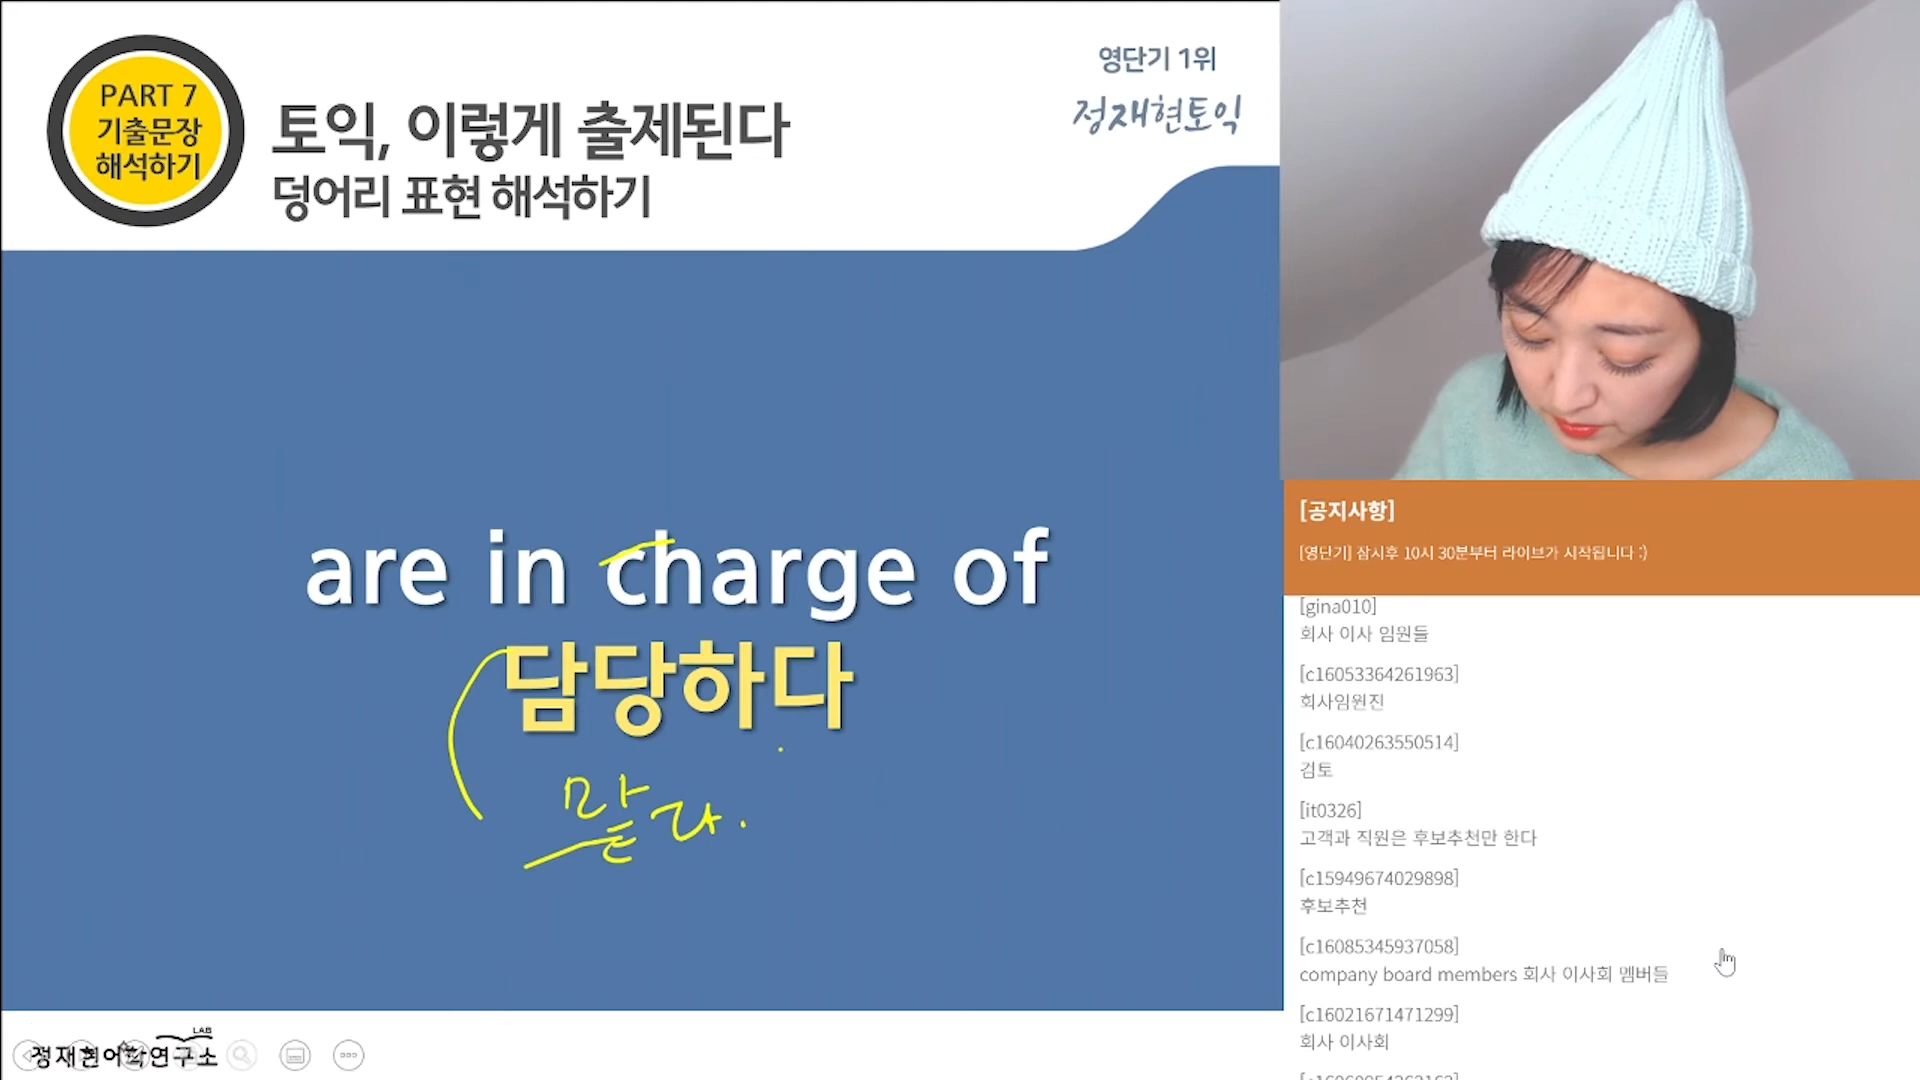 PART 7
기출문장
해석하기
토익, 이렇게 출제된다
덩어리 표현 해석하기
영단기 1위
정재현토익
are in charge of
담당하다
맡다.
[공지사항]
[영단기] 잠시후 10시 30분부터 라이브가 시작됩니다 :)
[gina010]
회사 이사 임원들
[c16053364261963]
회사임원진
[c16040263550514]
검토
[it0326]
고객과 직원은 후보추천만 한다
[c15949674029898]
후보추천
[c16085345937058]
company board members 회사 이사회 멤버들
[c16021671471299]
회사 이사회
LAB
정재현어학연구소